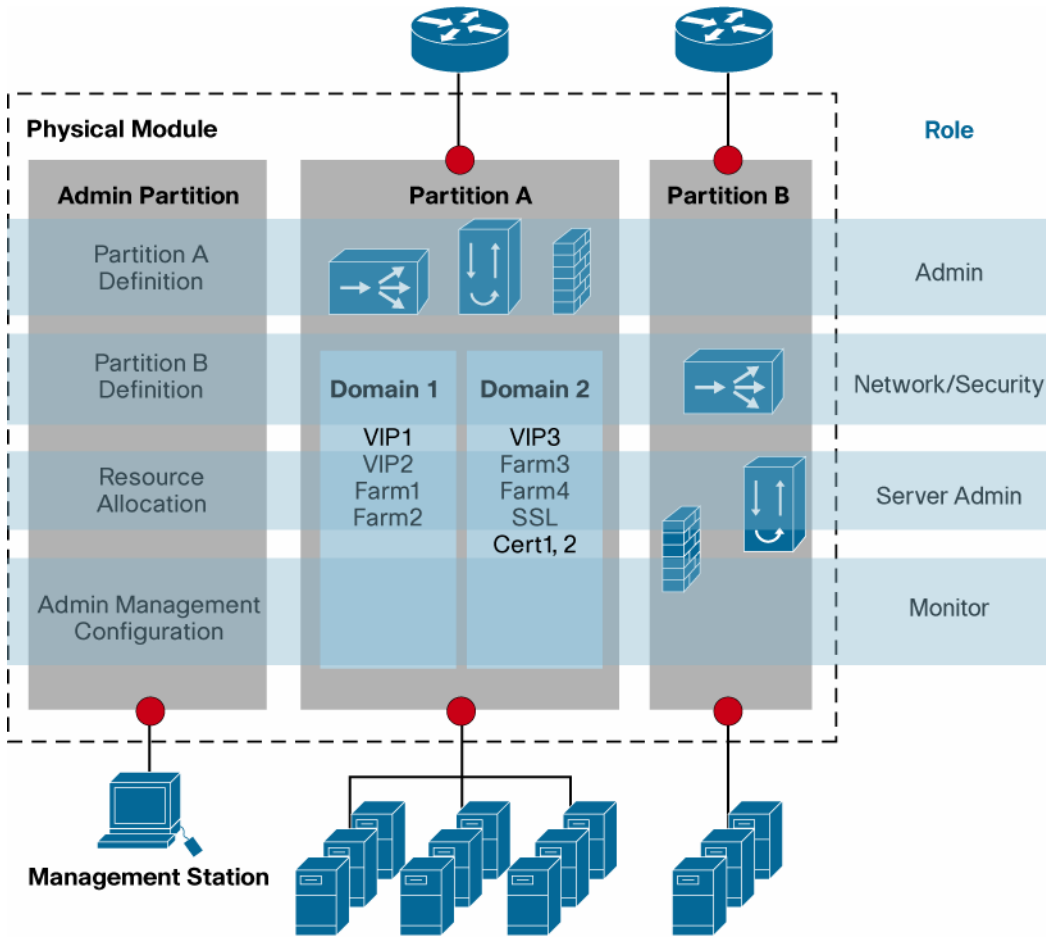 Physical Module
Role
Admin Partition
Partition A
Partition B
Partition A
Definition
Admin
Partition B
Definition
Domain 1
Domain 2
Network/Security
VIP1
VIP2
Farm1
Farm2
VIP3
Farm3
Farm4
SSL
Cert1, 2
Resource
Allocation
Server Admin
Admin Management
Configuration
Monitor
Management Station